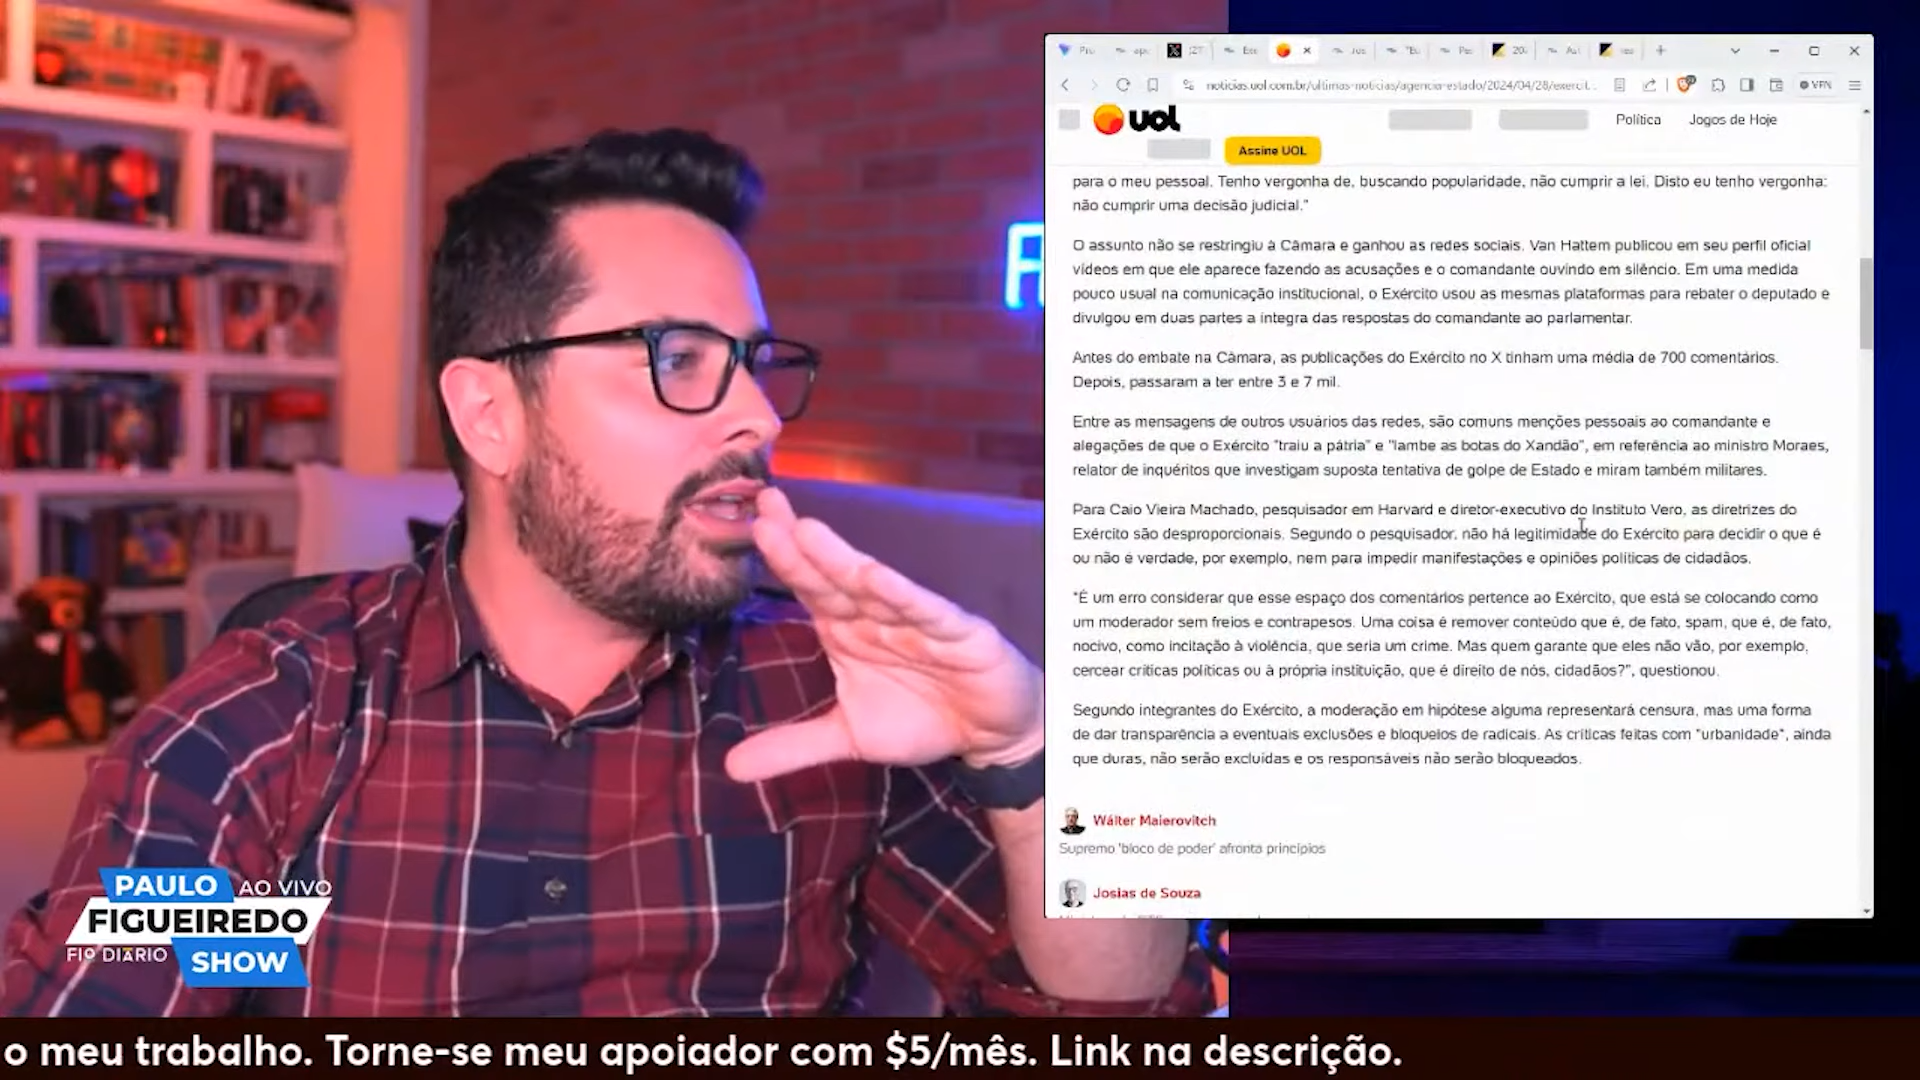 noticias.uol.com.br/ultimas-noticias/agencia-estado/2024/04/28/exercit...
VPN
uol
Política
Jogos de Hoje
Assine UOL
para o meu pessoal. Tenho vergonha de, buscando popularidade, não cumprir a lei. Disto eu tenho vergonha:
não cumprir uma decisão judicial."
O assunto não se restringiu à Câmara e ganhou as redes sociais. Van Hattem publicou em seu perfil oficial
vídeos em que ele aparece fazendo as acusações e o comandante ouvindo em silêncio. Em uma medida
pouco usual na comunicação institucional, o Exército usou as mesmas plataformas para rebater o deputado e
divulgou em duas partes a íntegra das respostas do comandante ao parlamentar.
Antes do embate na Câmara, as publicações do Exército no X tinham uma média de 700 comentários.
Depois, passaram a ter entre 3 e 7 mil.
Entre as mensagens de outros usuários das redes, são comuns menções pessoais ao comandante e
alegações de que o Exército "traiu a pátria" e "lambe as botas do Xandão", em referência ao ministro Moraes,
relator de inquéritos que investigam suposta tentativa de golpe de Estado e miram também militares.
Para Caio Vieira Machado, pesquisador em Harvard e diretor-executivo do Instituto Vero, as diretrizes do
Exército são desproporcionais. Segundo o pesquisador, não há legitimidade do Exército para decidir o que é
ou não é verdade, por exemplo, nem para impedir manifestações e opiniões políticas de cidadãos.
"É um erro considerar que esse espaço dos comentários pertence ao Exército, que está se colocando como
um moderador sem freios e contrapesos. Uma coisa é remover conteúdo que é, de fato, spam, que é, de fato,
nocivo, como incitação à violência, que seria um crime. Mas quem garante que eles não vão, por exemplo,
cercear críticas políticas ou à própria instituição, que é direito de nós, cidadãos?", questionou.
Segundo integrantes do Exército, a moderação em hipótese alguma representará censura, mas uma forma
de dar transparência a eventuais exclusões e bloqueios de radicais. As críticas feitas com "urbanidade", ainda
que duras, não serão excluídas e os responsáveis não serão bloqueados.
Wálter Maierovitch
Supremo 'bloco de poder' afronta princípios
Josias de Souza
PAULO AO VIVO
FIGUEIREDO
FIO DIÁRIO SHOW
o meu trabalho. Torne-se meu apoiador com $5/mês. Link na descrição.